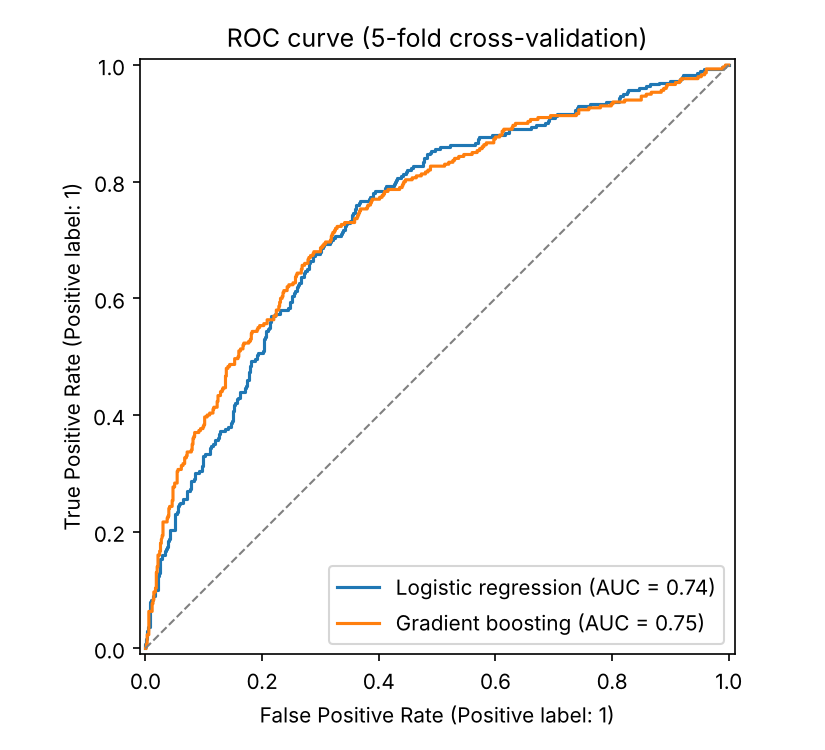 ROC curve (5-fold cross-validation)
True Positive Rate (Positive label: 1)
1.0
0.8
0.6
0.4
0.2
0.0
Logistic regression (AUC = 0.74)
Gradient boosting (AUC = 0.75)
0.0 0.2 0.4 0.6 0.8 1.0
False Positive Rate (Positive label: 1)